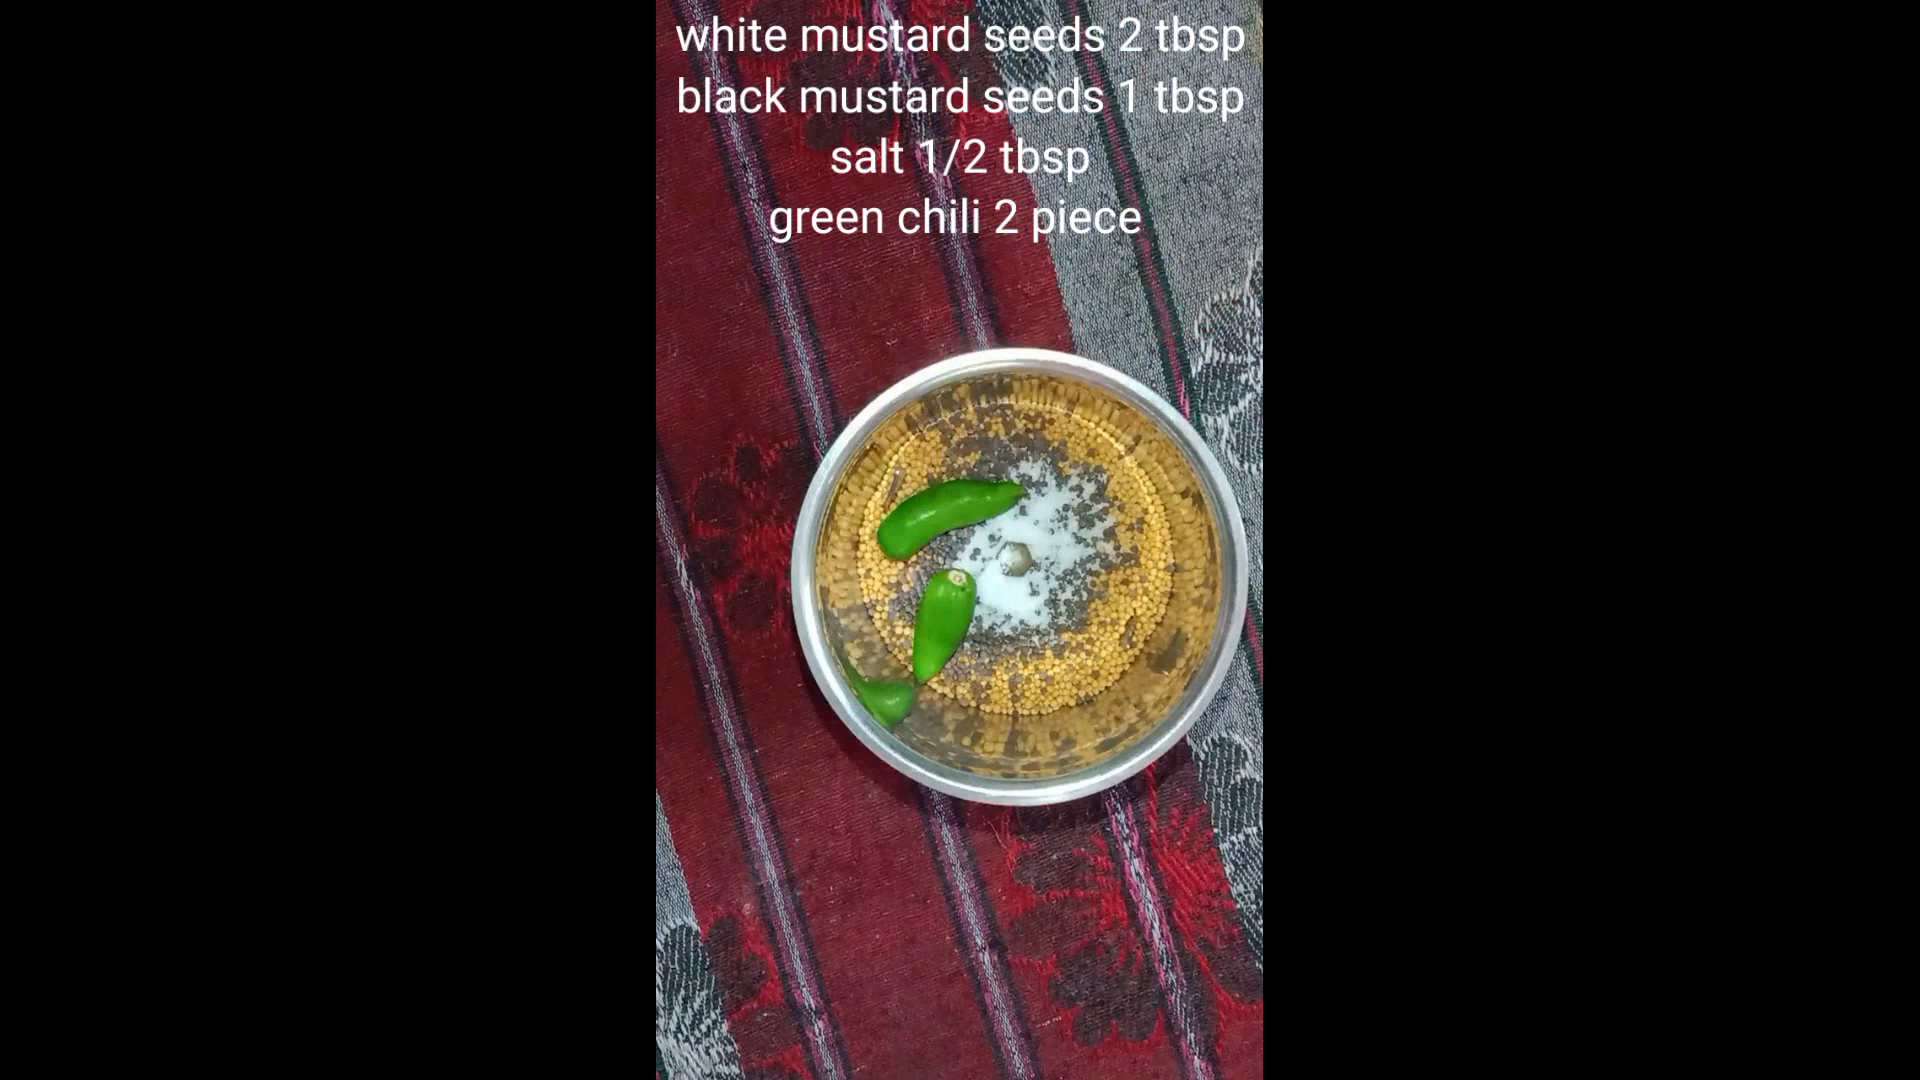 white mustard seeds 2 tbsp
black mustard seeds 1 tbsp
salt 1/2 tbsp
green chili 2 piece